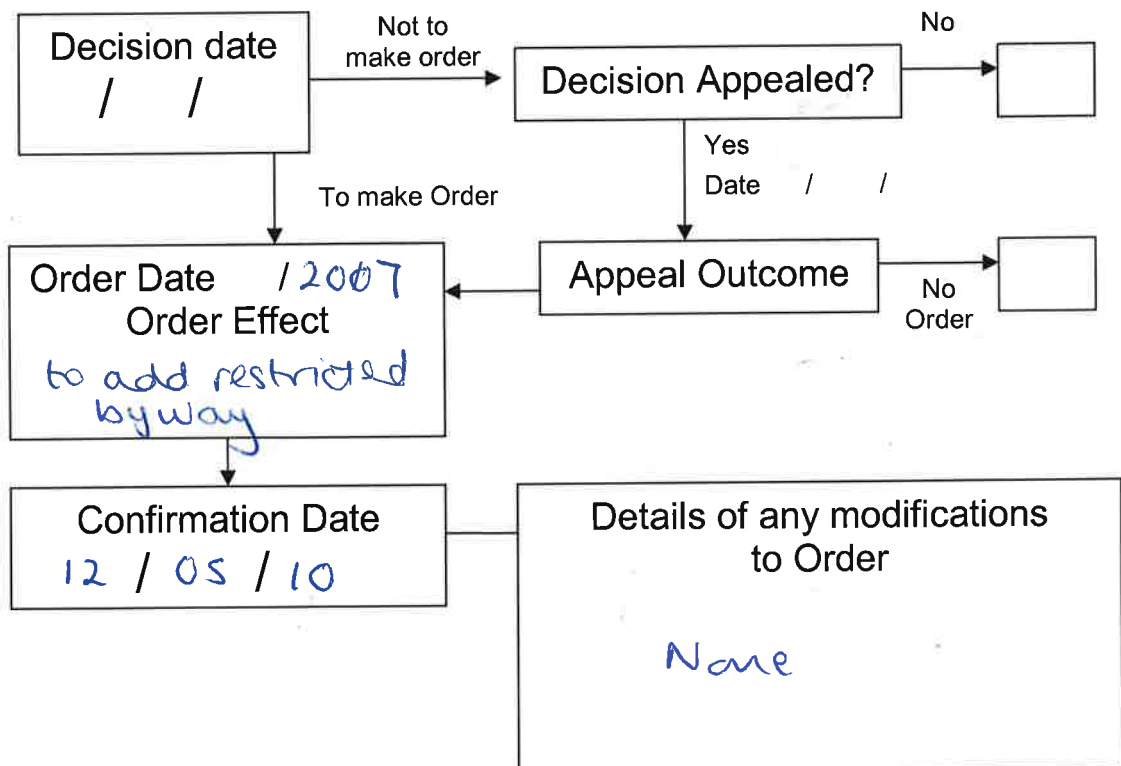 Decision date
/ /
Not to
make order
Decision Appealed?
No
To make Order
Yes
Date / /
Order Date /2007
Order Effect
to add restricted
byway
Appeal Outcome
No
Order
Confirmation Date
12 / 05 / 10
Details of any modifications
to Order
None